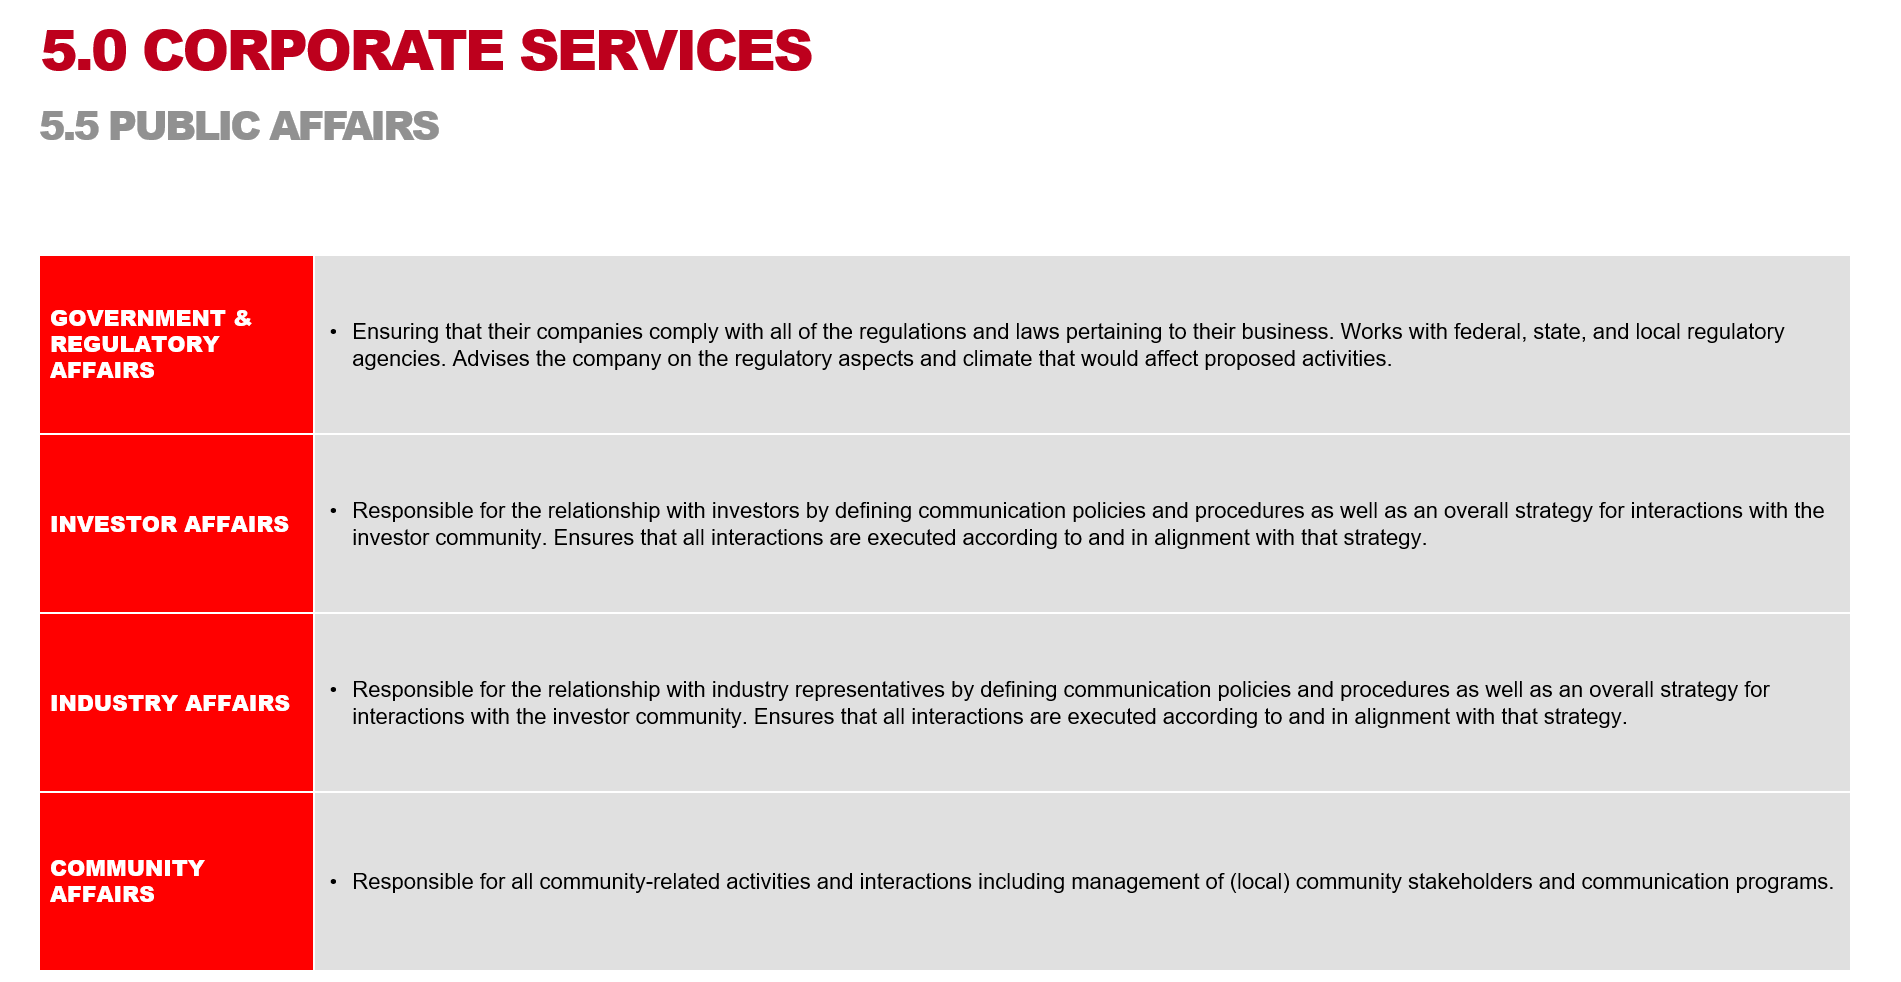 5.0 CORPORATE SERVICES
5.5 PUBLIC AFFAIRS
GOVERNMENT &
REGULATORY
AFFAIRS
• Ensuring that their companies comply with all of the regulations and laws pertaining to their business. Works with federal, state, and local regulatory
agencies. Advises the company on the regulatory aspects and climate that would affect proposed activities.
INVESTOR AFFAIRS
• Responsible for the relationship with investors by defining communication policies and procedures as well as an overall strategy for interactions with the
investor community. Ensures that all interactions are executed according to and in alignment with that strategy.
INDUSTRY AFFAIRS
• Responsible for the relationship with industry representatives by defining communication policies and procedures as well as an overall strategy for
interactions with the investor community. Ensures that all interactions are executed according to and in alignment with that strategy.
COMMUNITY
AFFAIRS
• Responsible for all community-related activities and interactions including management of (local) community stakeholders and communication programs.